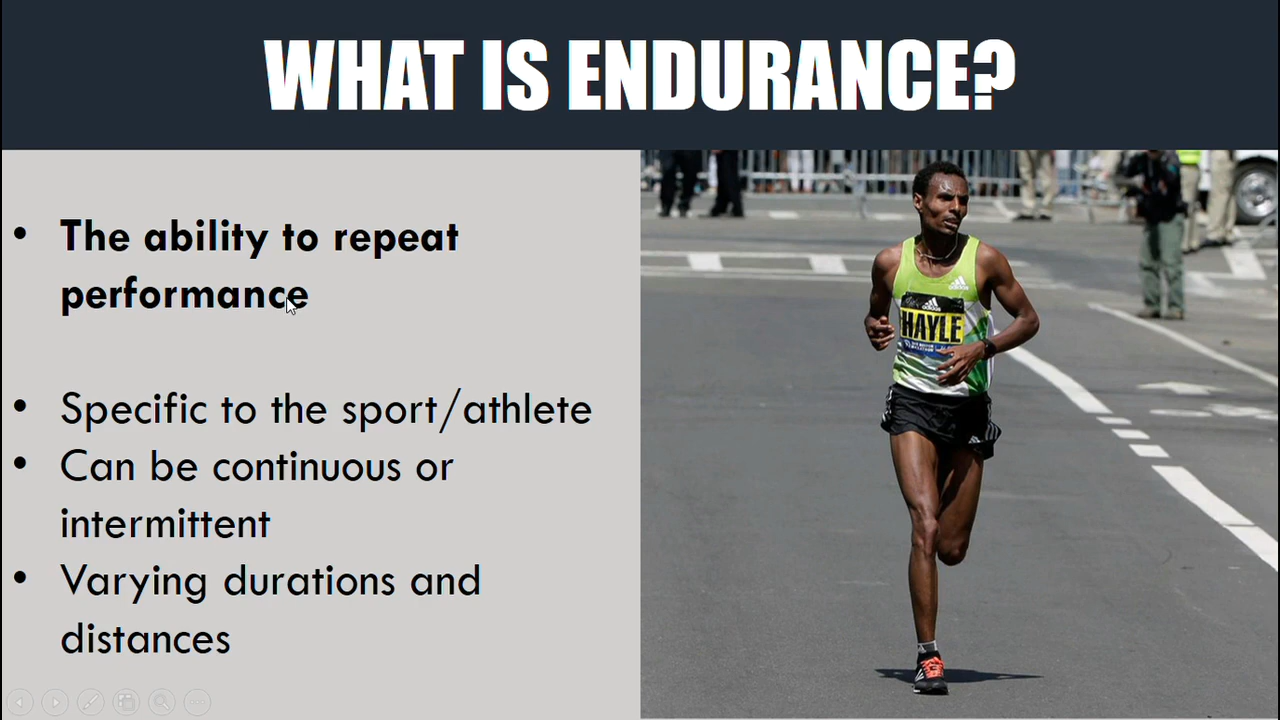 WHAT IS ENDURANCE?
• The ability to repeat
performance
• Specific to the sport/athlete
• Can be continuous or
intermittent
• Varying durations and
distances
adidas
HAYLE